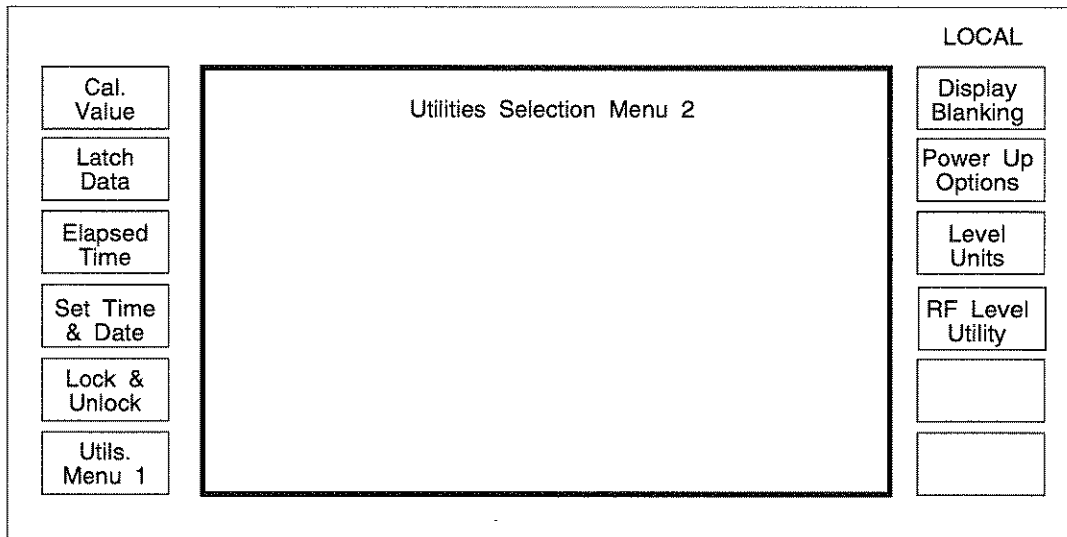 LOCAL
Cal.
Value
Latch
Data
Elapsed
Time
Set Time
& Date
Lock &
Unlock
Utils.
Menu 1
Utilities Selection Menu 2
Display
Blanking
Power Up
Options
Level
Units
RF Level
Utility